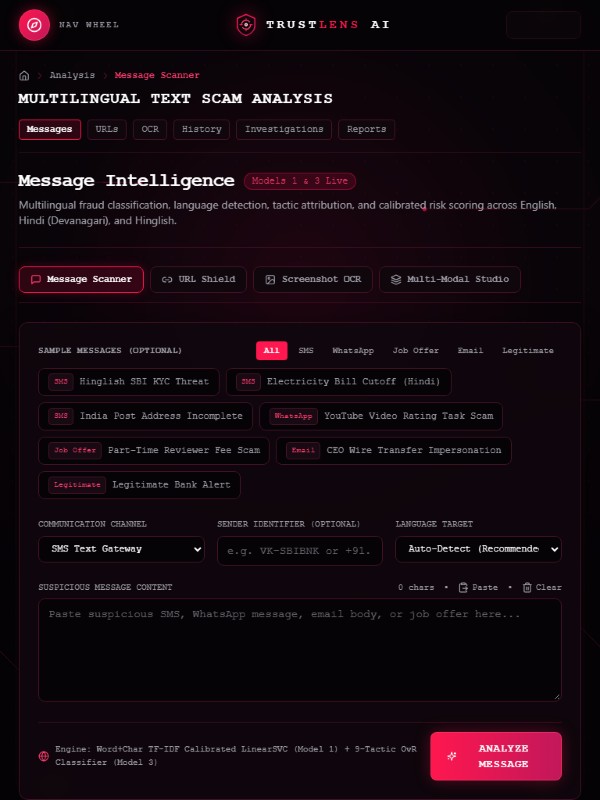 NAV WHEEL
TRUSTLENS AI
Analysis > Message Scanner
MULTILINGUAL TEXT SCAM ANALYSIS
Messages URLs OCR History Investigations Reports
Message Intelligence Models 1 & 3 Live
Multilingual fraud classification, language detection, tactic attribution, and calibrated risk scoring across English,
Hindi (Devanagari), and Hinglish.
Message Scanner URL Shield Screenshot OCR Multi-Modal Studio
SAMPLE MESSAGES (OPTIONAL) All SMS WhatsApp Job Offer Email Legitimate
SMS Hinglish SBI KYC Threat SMS Electricity Bill Cutoff (Hindi)
SMS India Post Address Incomplete WhatsApp YouTube Video Rating Task Scam
Job Offer Part-Time Reviewer Fee Scam Email CEO Wire Transfer Impersonation
Legitimate Legitimate Bank Alert
COMMUNICATION CHANNEL SENDER IDENTIFIER (OPTIONAL) LANGUAGE TARGET
SMS Text Gateway e.g. VK-SBIBNK or +91. Auto-Detect (Recommende
SUSPICIOUS MESSAGE CONTENT 0 chars • Paste • Clear
Paste suspicious SMS, WhatsApp message, email body, or job offer here...
Engine: Word+Char TF-IDF Calibrated LinearSVC (Model 1) + 9-Tactic OvR
Classifier (Model 3)
ANALYZE
MESSAGE